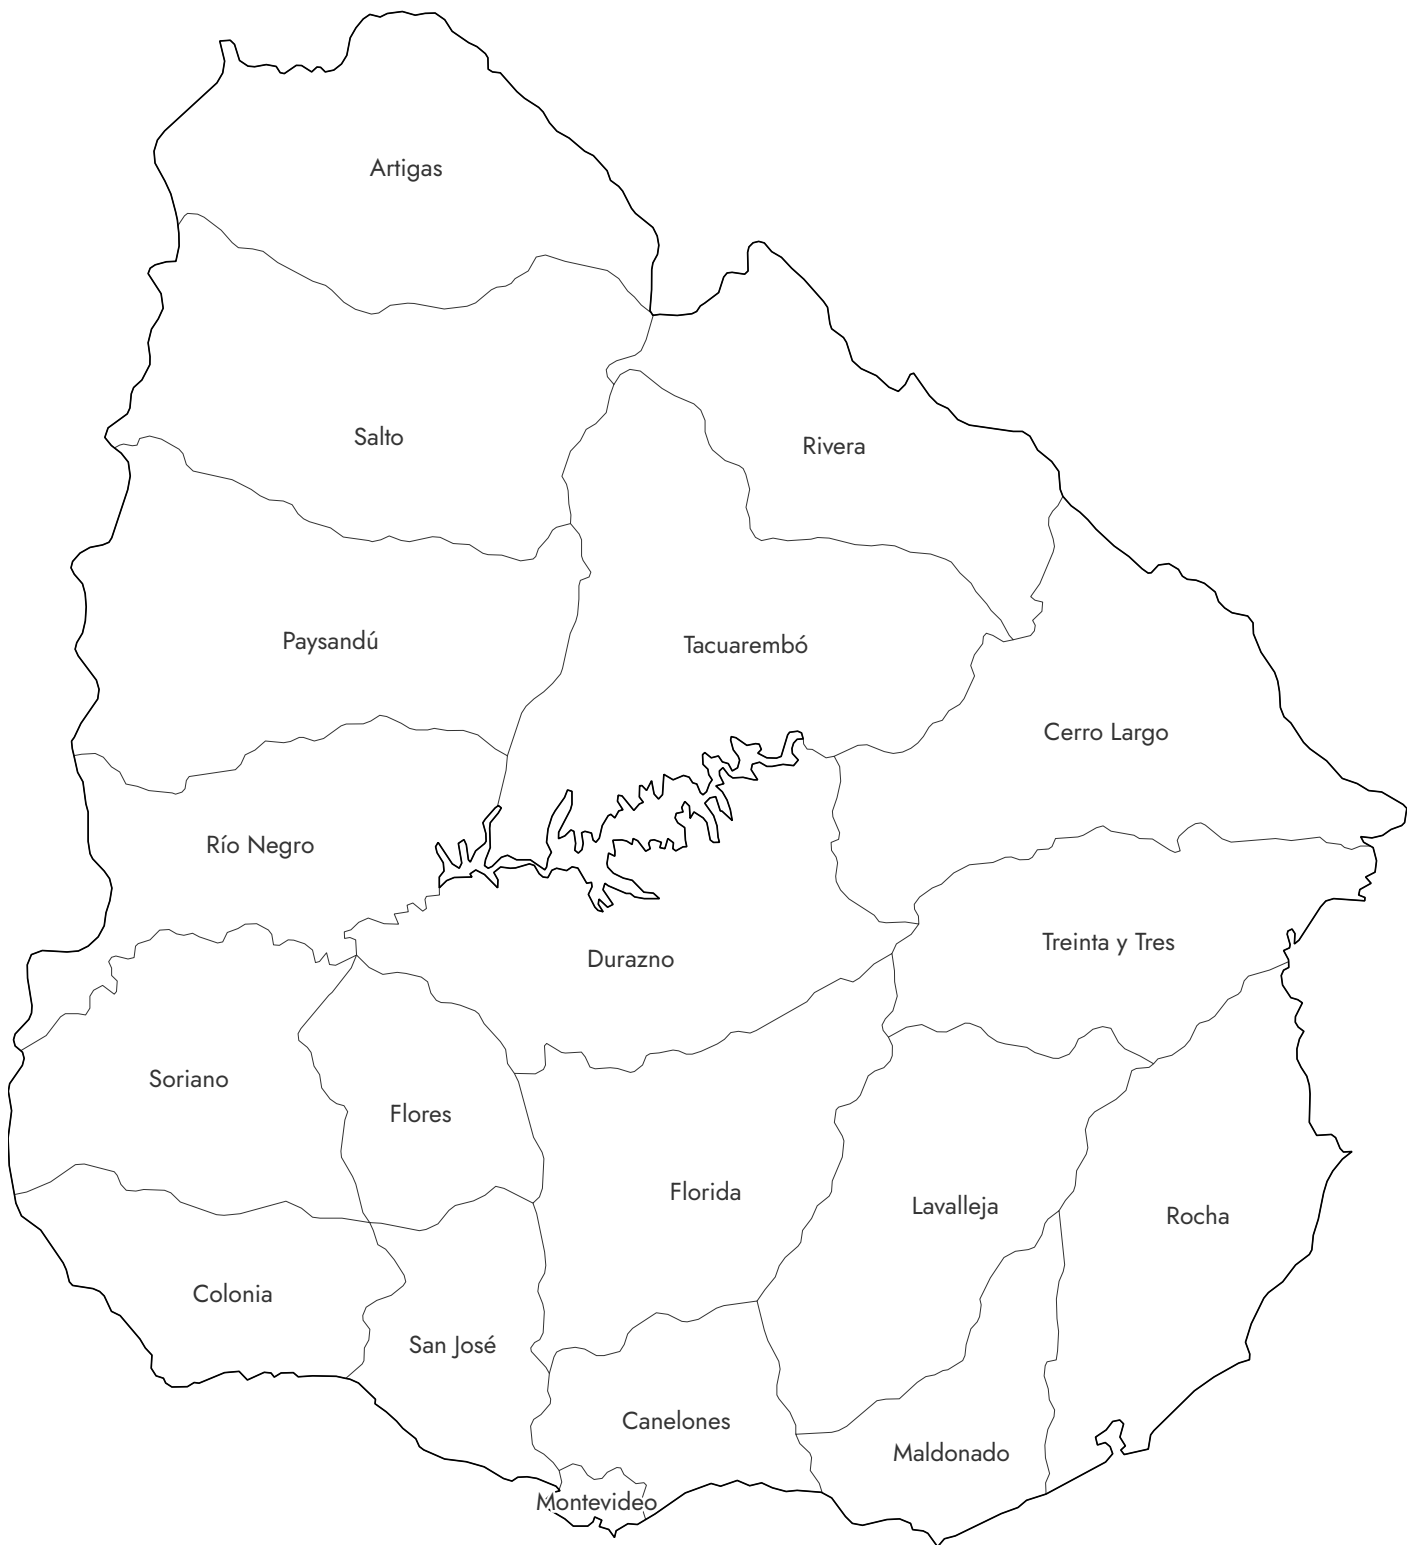 Artigas
Salto
Rivera
Paysandú
Tacuarembó
Cerro Largo
Río Negro
Treinta y Tres
Durazno
Soriano
Flores
Florida
Lavalleja
Rocha
Colonia
San José
Canelones
Maldonado
Montevideo